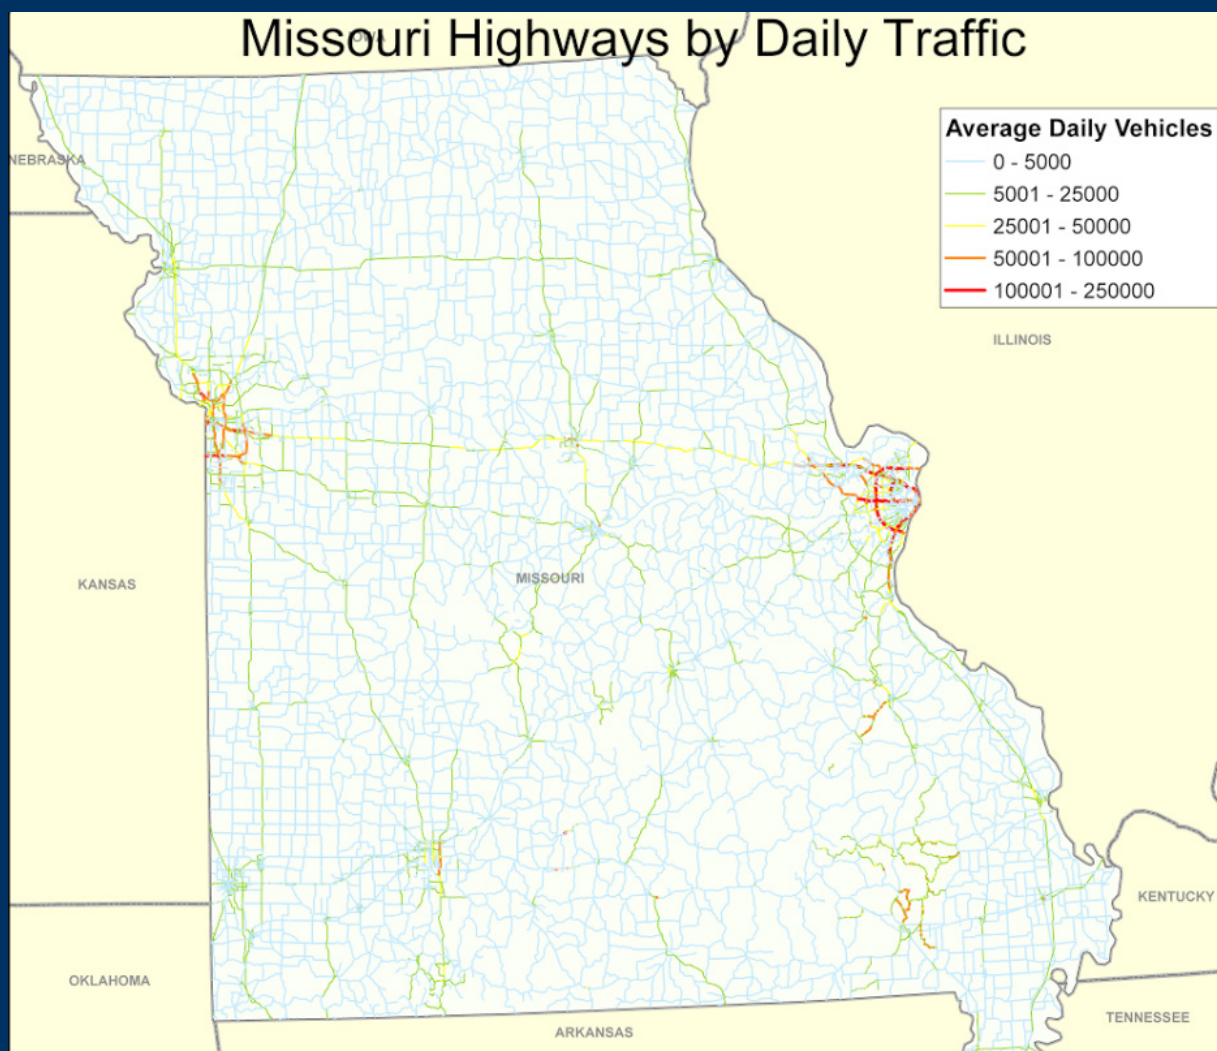 Missouri Highways by Daily Traffic
IOWA
NEBRASKA
Average Daily Vehicles
0 - 5000
5001 - 25000
25001 - 50000
50001 - 100000
100001 - 250000
ILLINOIS
KANSAS
MISSOURI
KENTUCKY
OKLAHOMA
TENNESSEE
ARKANSAS